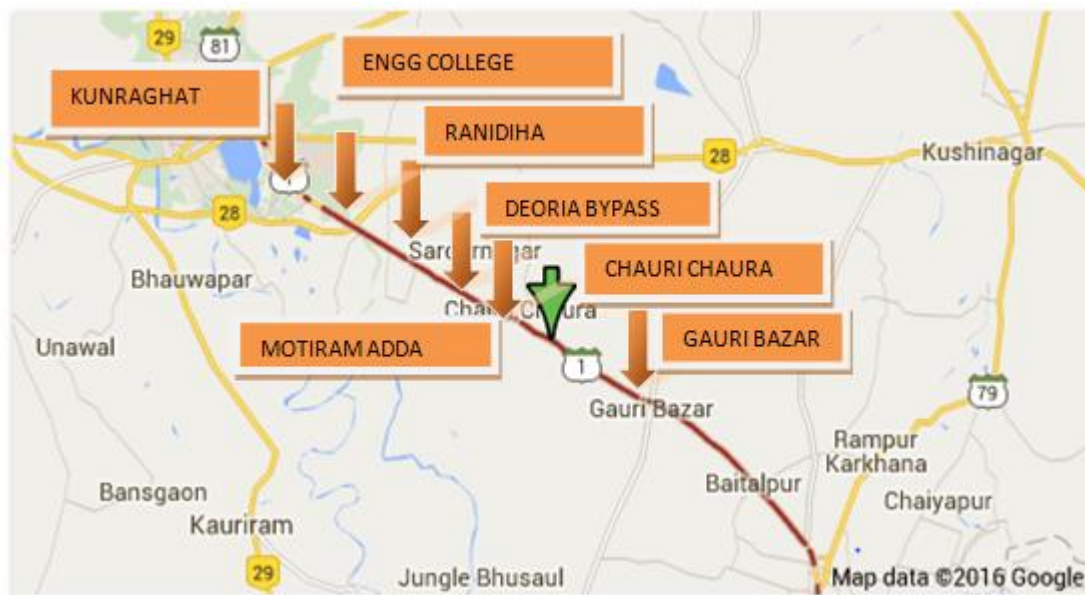 29
81
ENGG COLLEGE
KUNRAGHAT
RANIDIHA
28
Kushinagar
28
DEORIA BYPASS
Bhauwapar
CHAURI CHAURA
Unawal
MOTIRAM ADDA
GAURI BAZAR
1
79
Gauri Bazar
Rampur
Karkhana
Baitalpur
Chaiyapur
Bansgaon
Kauriram
29
Jungle Bhusaul
Map data ©2016 Google